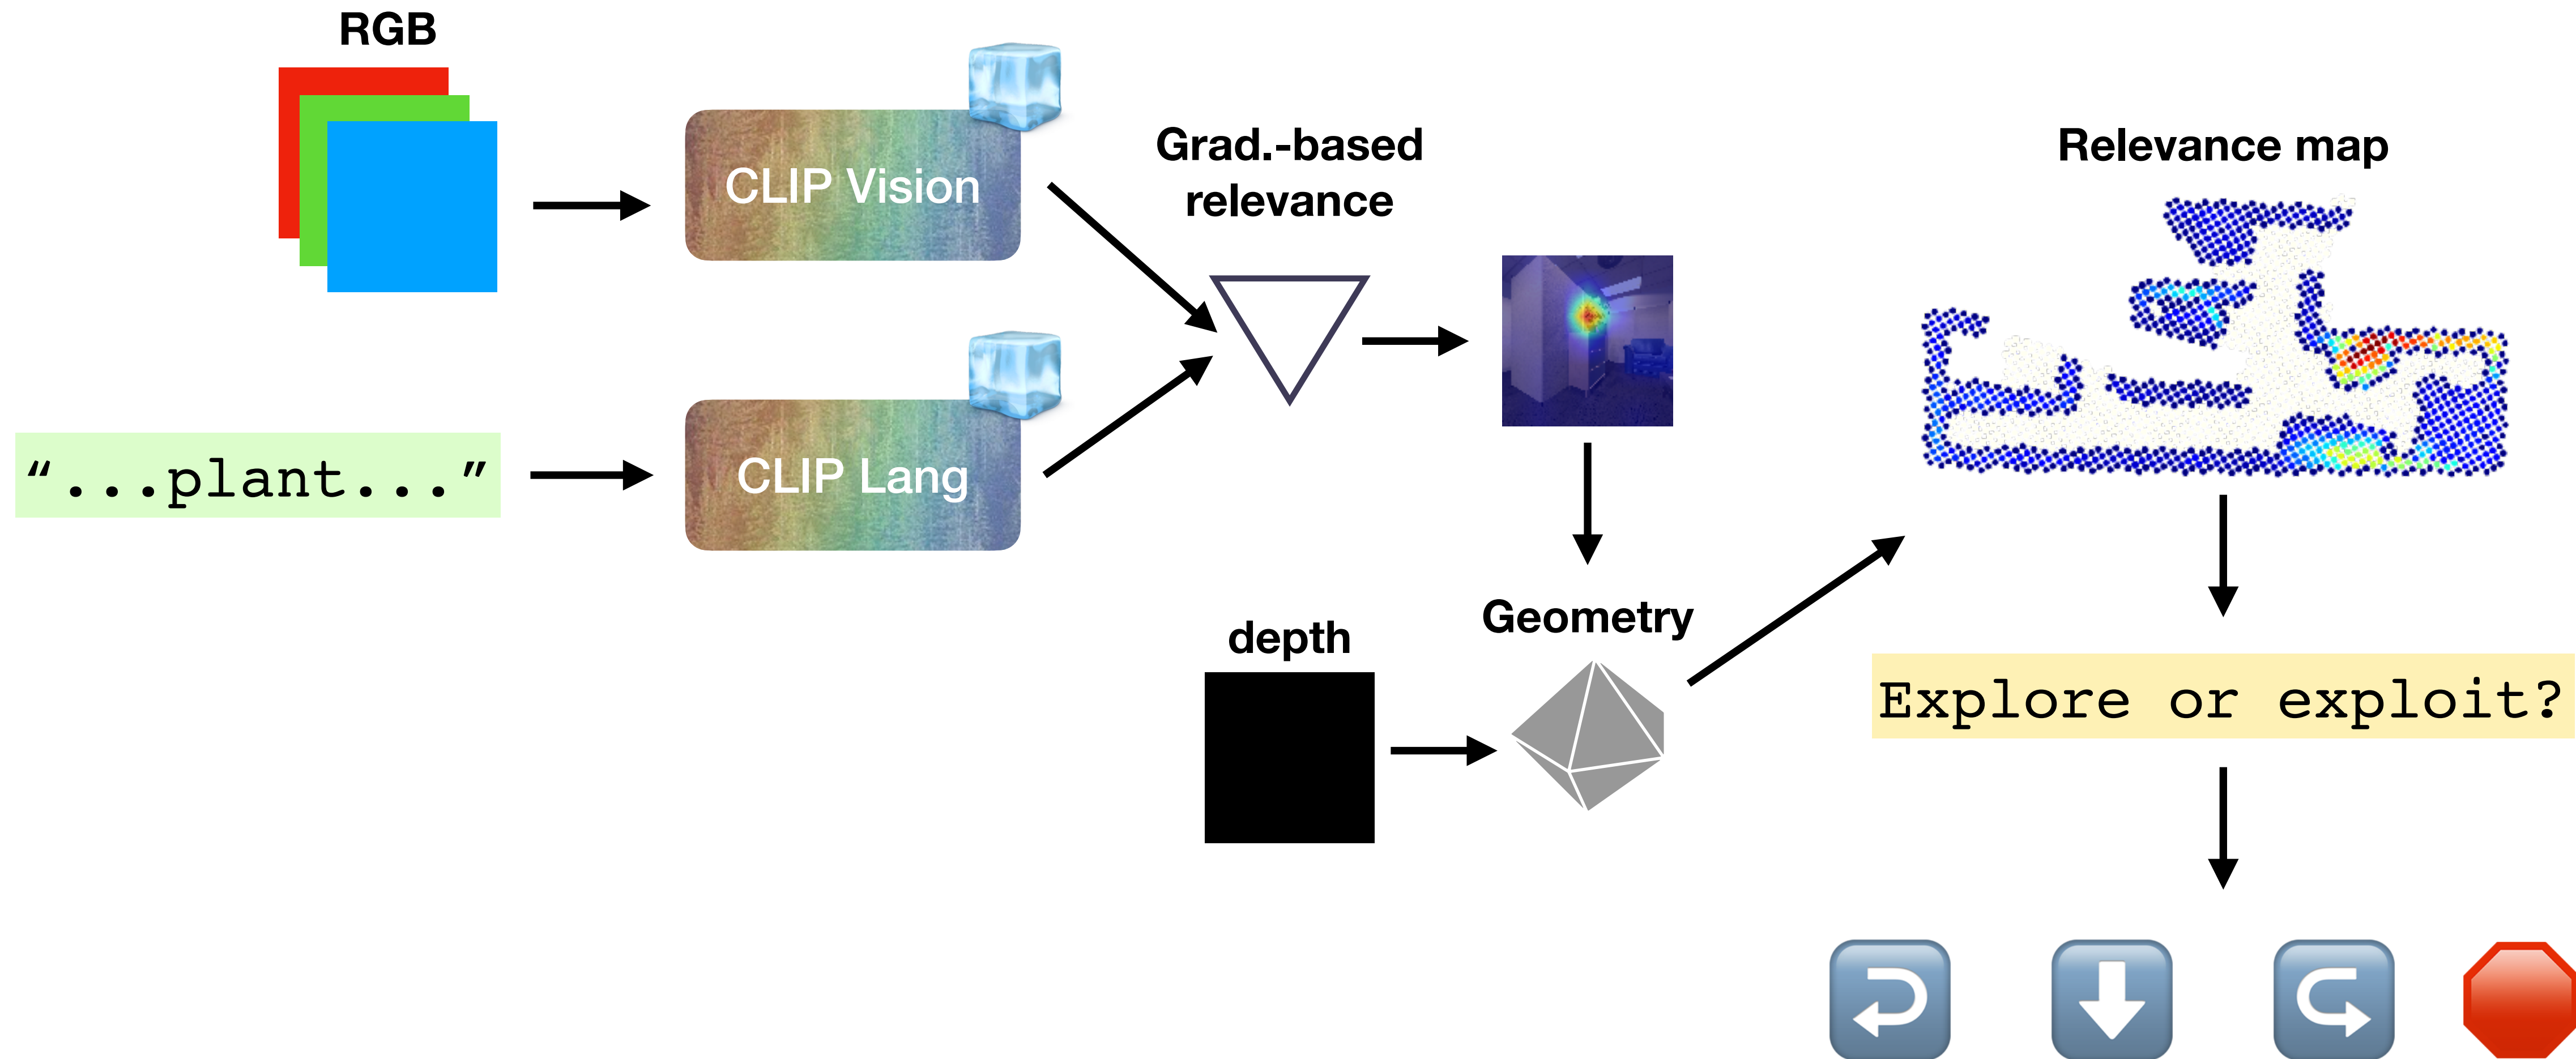 RGB
CLIP Vision
Grad.-based
relevance
Relevance map
“...plant...”
CLIP Lang
depth
Geometry
Explore or exploit?